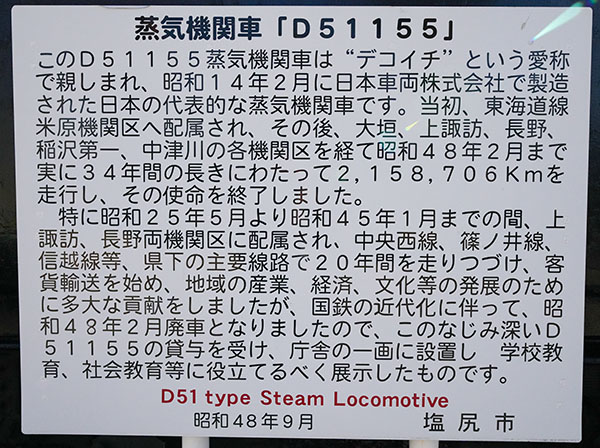 蒸気機関車「D51155」
このD51155蒸気機関車は“デコイチ”という愛称
で親しまれ、昭和14年2月に日本車両株式会社で製造
された日本の代表的な蒸気機関車です。当初、東海道線
米原機関区へ配属され、その後、大垣、上諏訪、長野、
稲沢第一、中津川の各機関区を経て昭和48年2月まで
実に34年間の長きにわたって2,158,706Kmを
走行し、その使命を終了しました。
　特に昭和25年5月より昭和45年1月までの間、上
諏訪、長野両機関区に配属され、中央西線、篠ノ井線、
信越線等、県下の主要線路で20年間を走りつづけ、客
貨輸送を始め、地域の産業、経済、文化等の発展のため
に多大な貢献をしましたが、国鉄の近代化に伴って、昭
和48年2月廃車となりましたので、このなじみ深いD
51155の貸与を受け、庁舎の一画に設置し　学校教
育、社会教育等に役立てるべく展示したものです。
D51 type Steam Locomotive
昭和48年9月　塩尻市